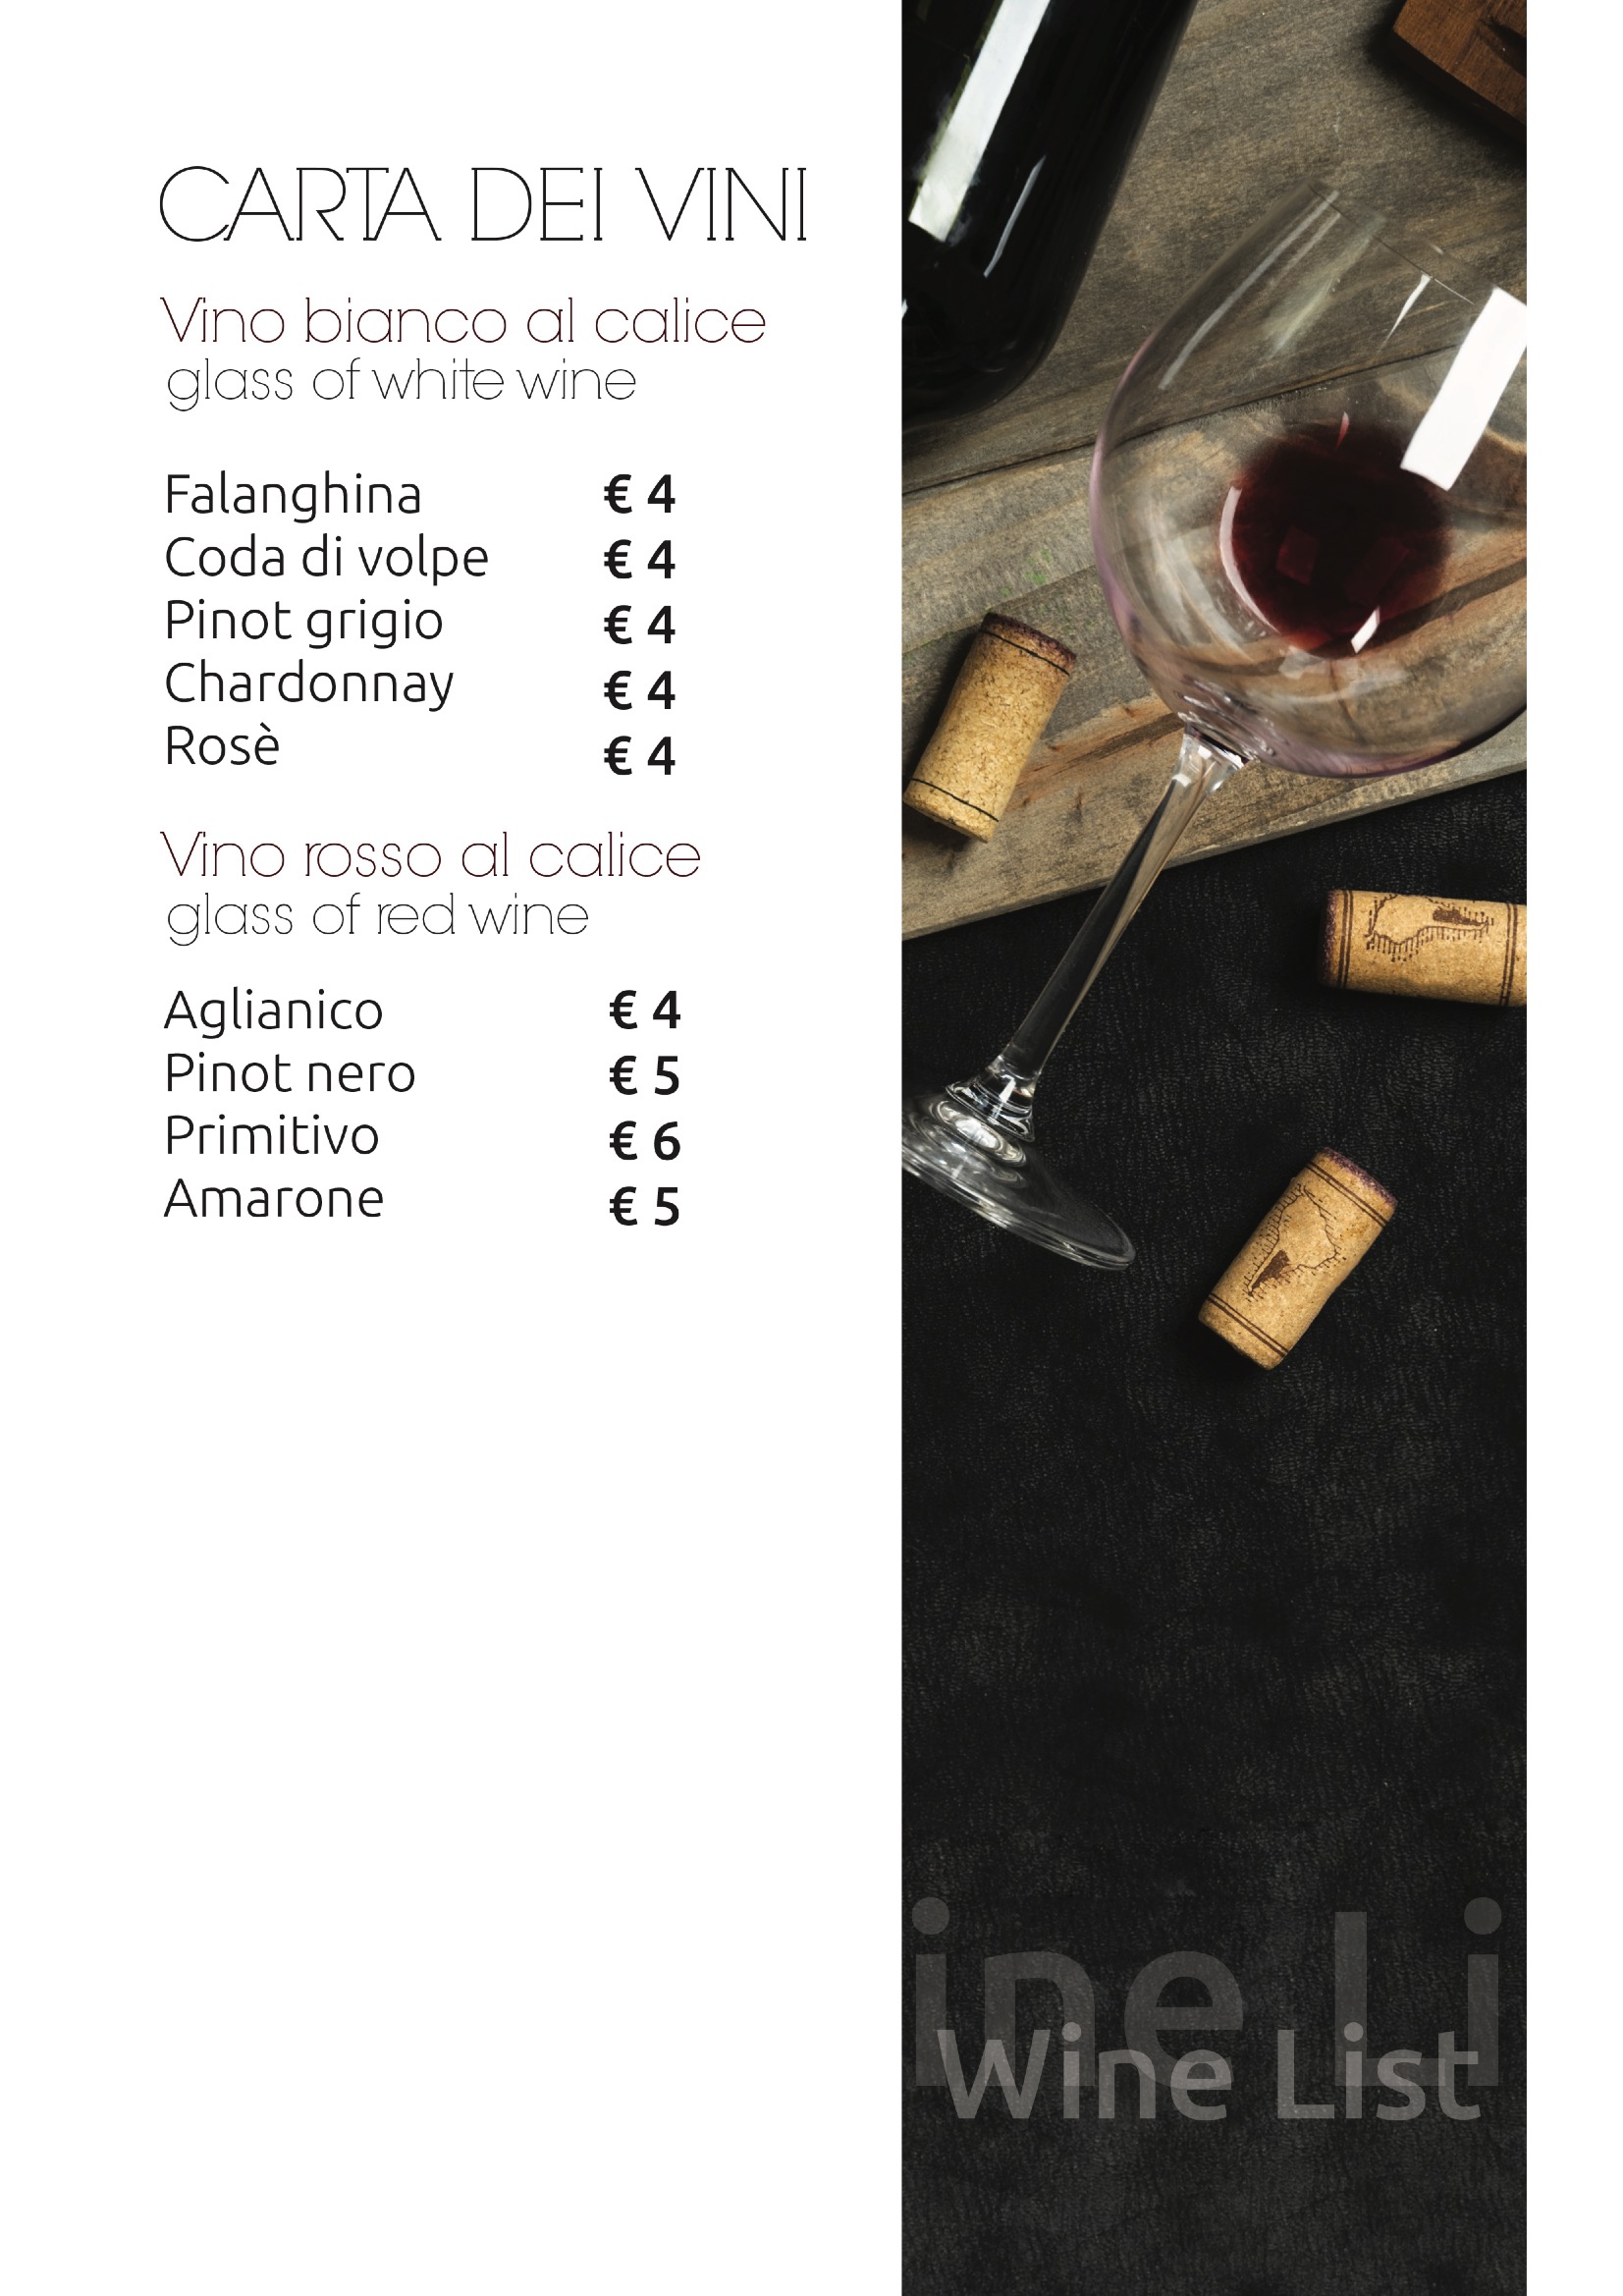 CARTA DEI VINI
Vino bianco al calice
glass of white wine
Falanghina € 4
Coda di volpe € 4
Pinot grigio € 4
Chardonnay € 4
Rosè € 4
Vino rosso al calice
glass of red wine
Aglianico € 4
Pinot nero € 5
Primitivo € 6
Amarone € 5
ine Li
Wine List